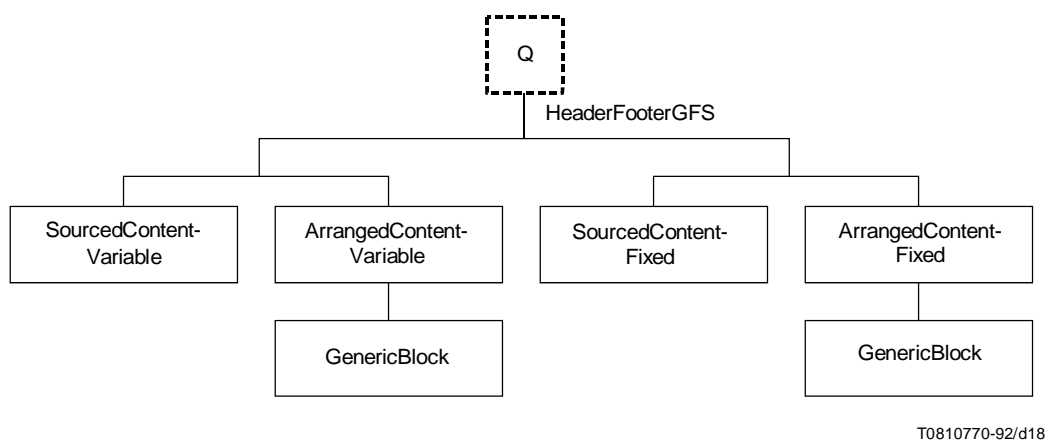 Q
HeaderFooterGFS
SourcedContent-
Variable
ArrangedContent-
Variable
SourcedContent-
Fixed
ArrangedContent-
Fixed
GenericBlock
GenericBlock
T0810770-92/d18